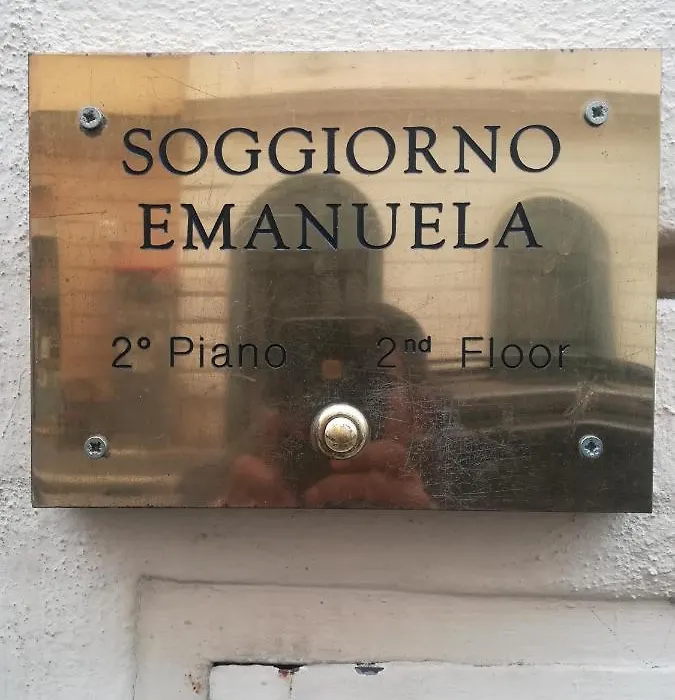 SOGGIORNO
EMANUELA
2° Piano 2nd Floor